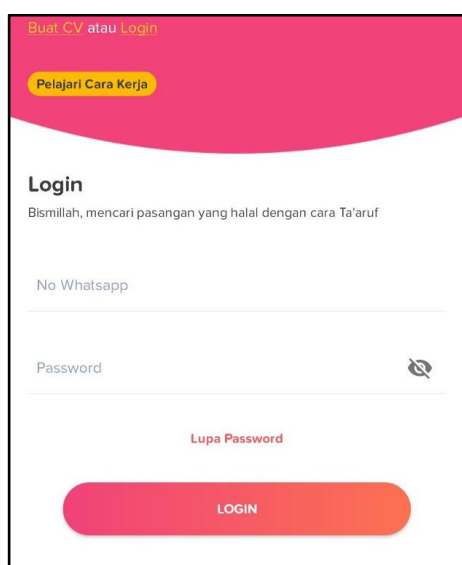 Buat CV atau Login
Pelajari Cara Kerja
Login
Bismillah, mencari pasangan yang halal dengan cara Ta'aruf
No Whatsapp
Password
Lupa Password
LOGIN